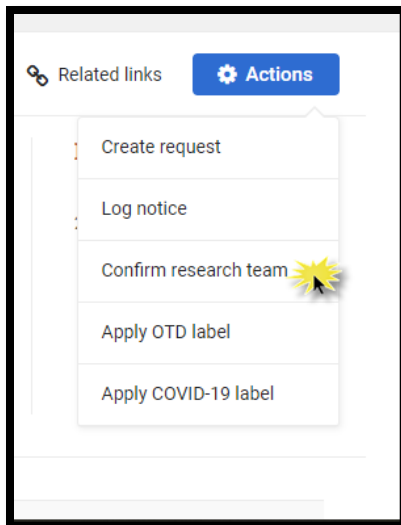 Related links
Actions
Create request
Log notice
Confirm research team
Apply OTD label
Apply COVID-19 label